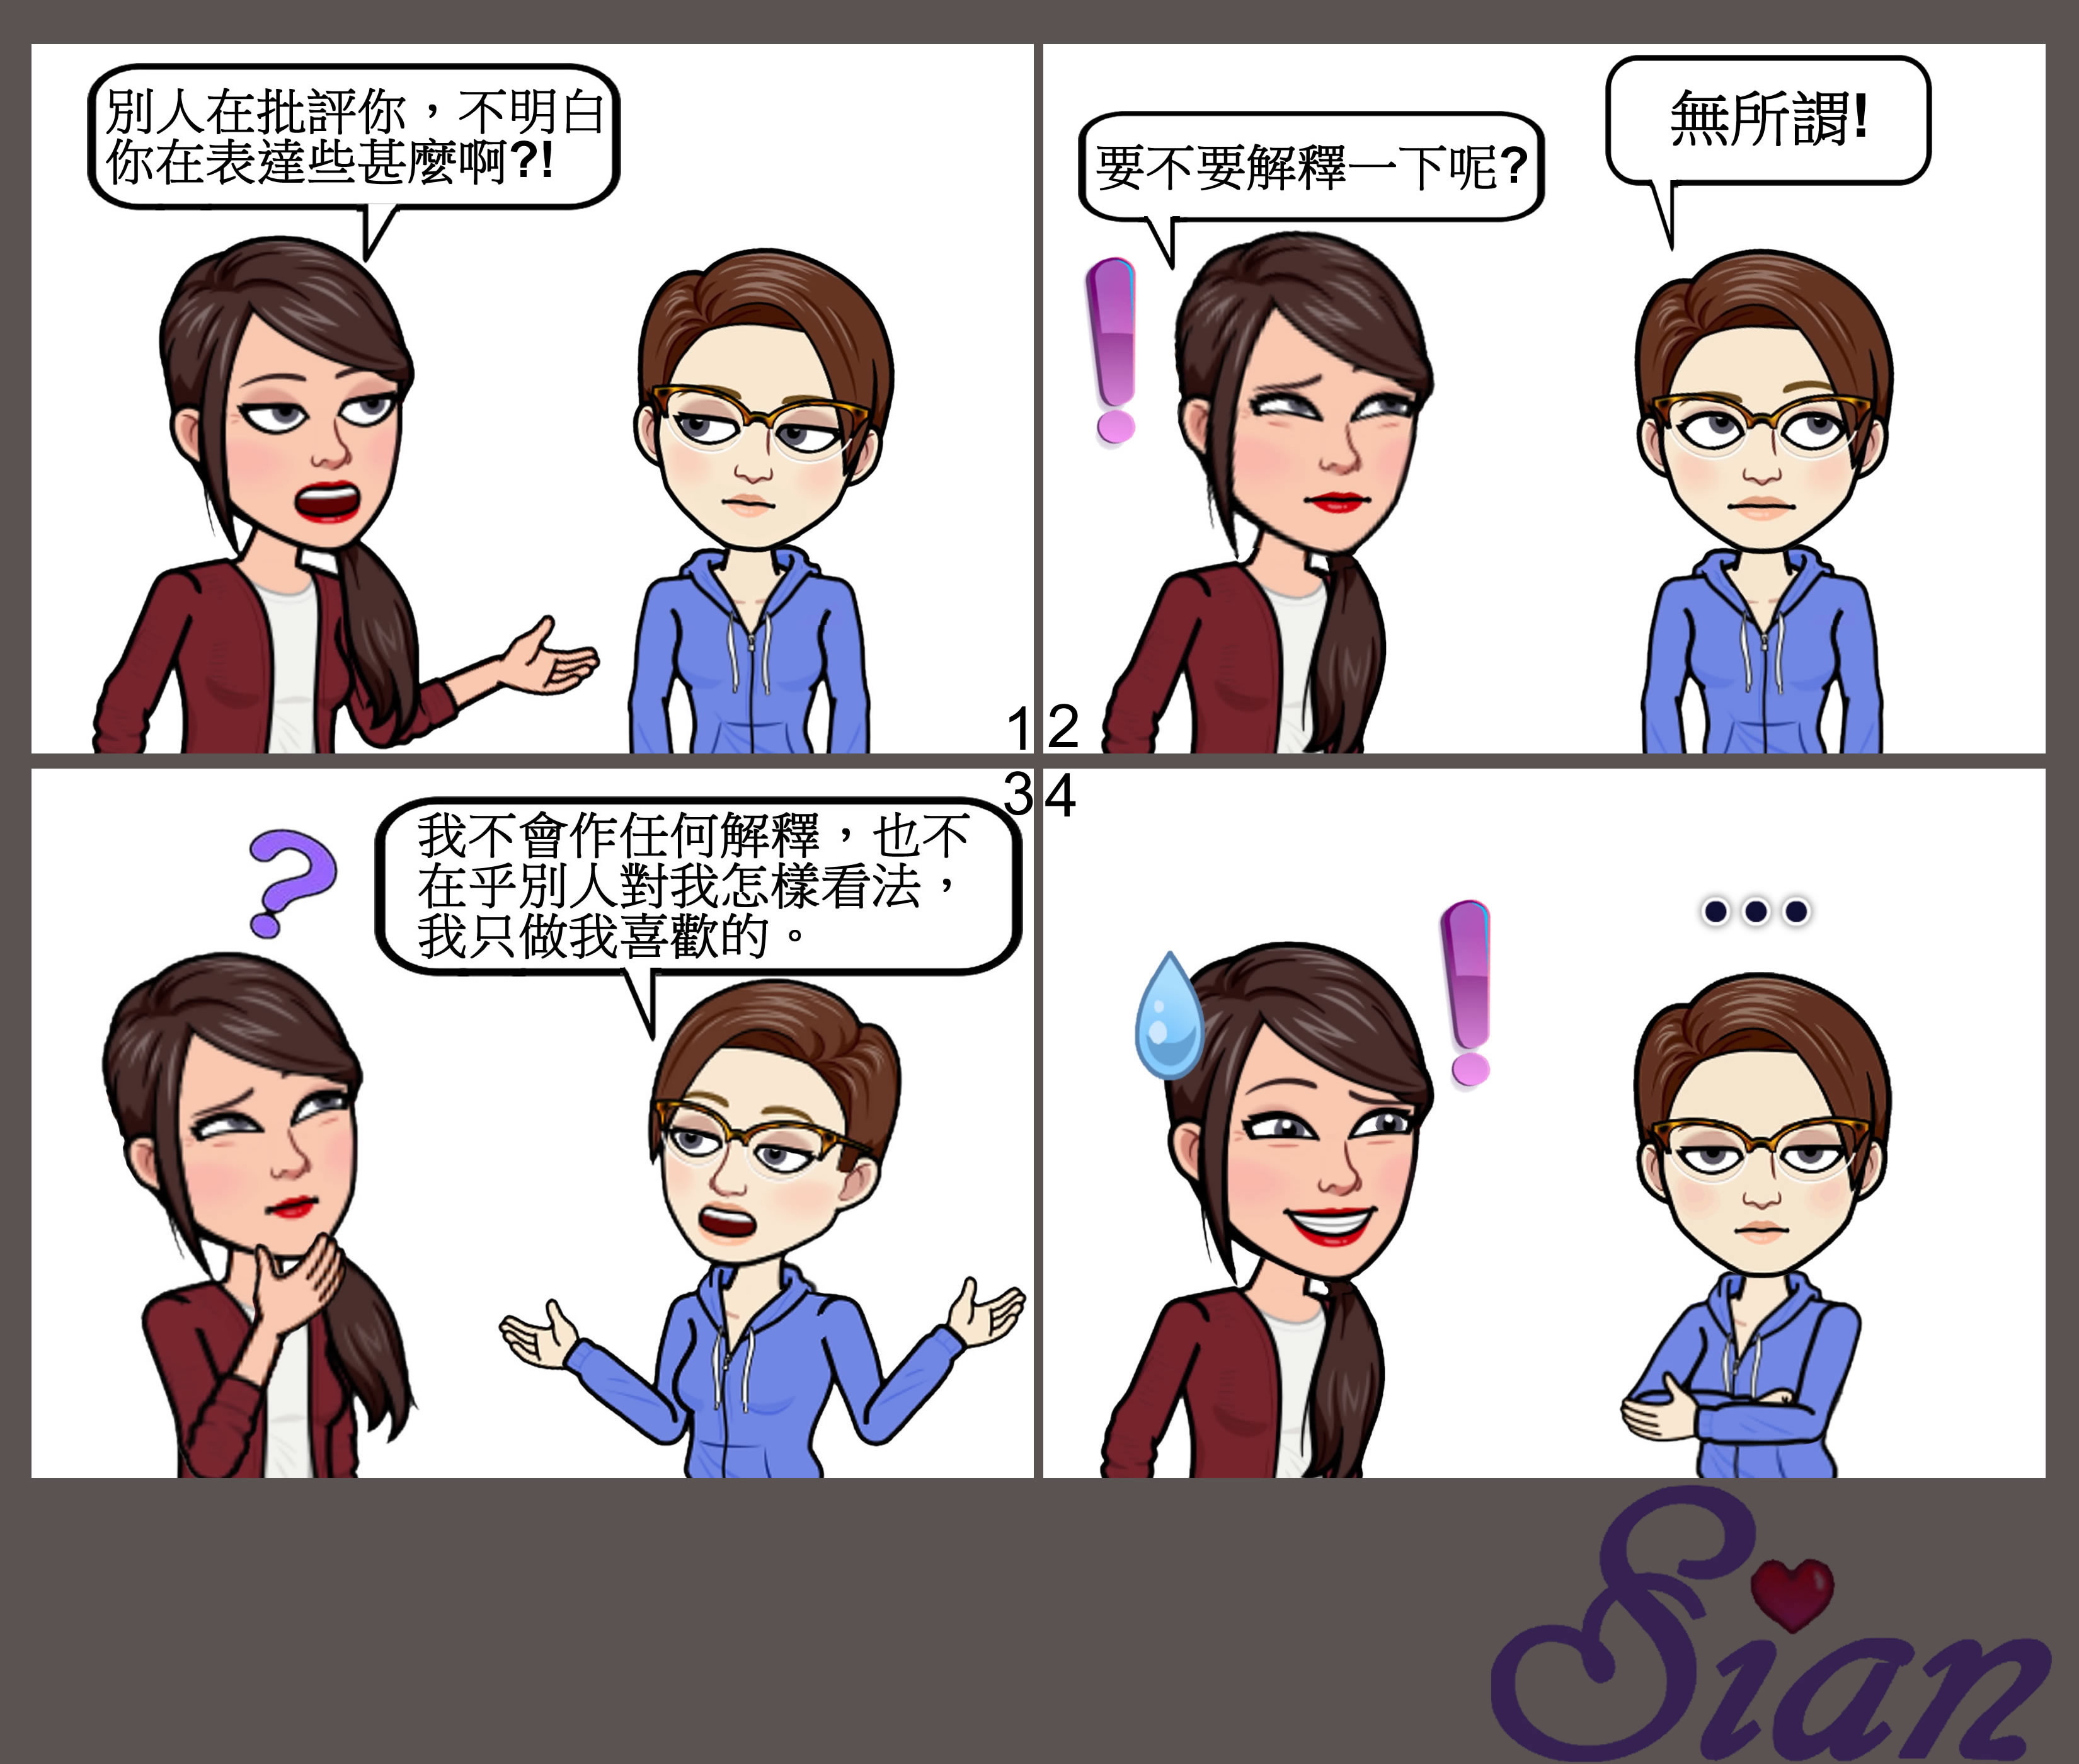 別人在批評你，不明白
你在表達些甚麼啊?!
1
要不要解釋一下呢?
無所謂!
2
我不會作任何解釋，也不
在乎別人對我怎樣看法，
我只做我喜歡的。
3
4
Sian